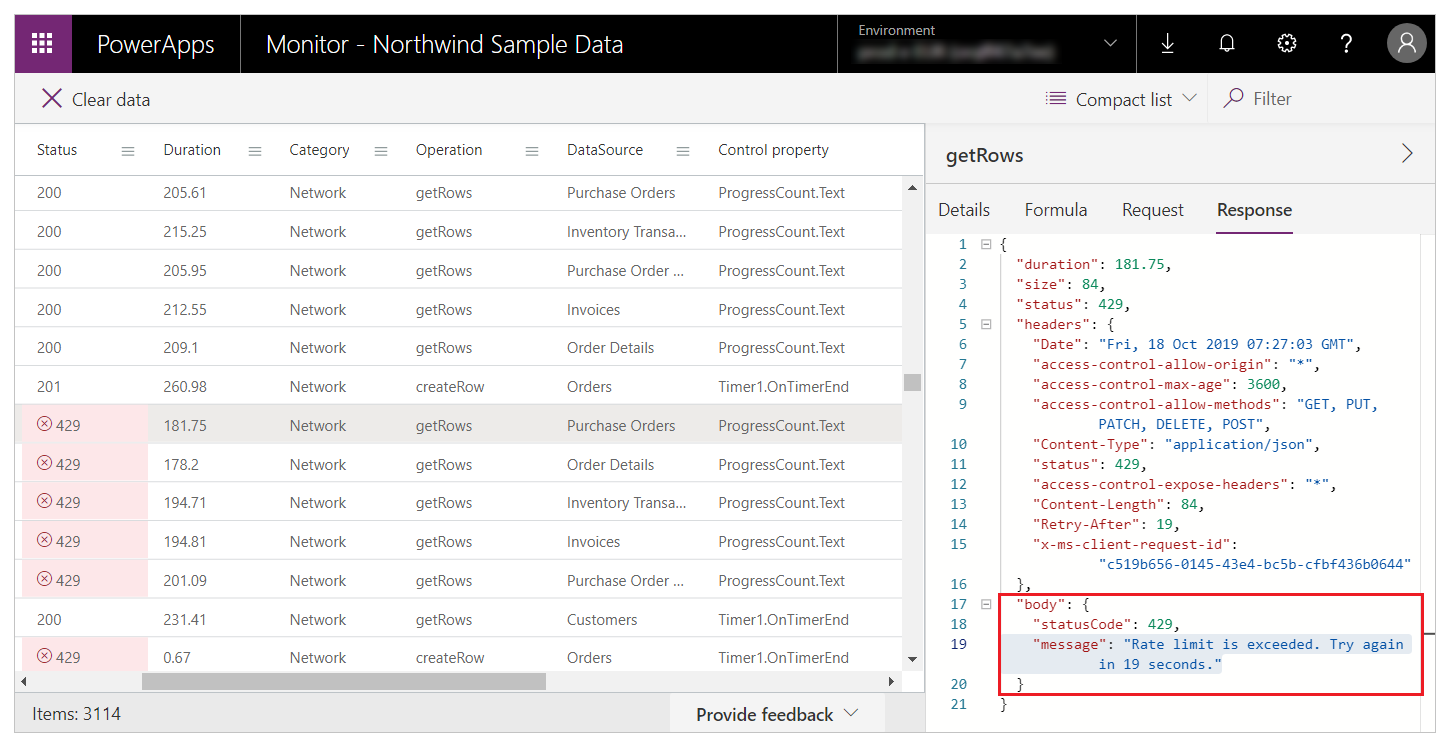 PowerApps
Monitor - Northwind Sample Data
Environment
?
Clear data
Compact list
Filter
Status Duration Category Operation DataSource Control property
200 205.61 Network getRows Purchase Orders ProgressCount.Text
200 215.25 Network getRows Inventory Transa... ProgressCount.Text
200 205.95 Network getRows Purchase Order ... ProgressCount.Text
200 212.55 Network getRows Invoices ProgressCount.Text
200 209.1 Network getRows Order Details ProgressCount.Text
201 260.98 Network createRow Orders Timer1.OnTimerEnd
429 181.75 Network getRows Purchase Orders ProgressCount.Text
429 178.2 Network getRows Order Details ProgressCount.Text
429 194.71 Network getRows Inventory Transa... ProgressCount.Text
429 194.81 Network getRows Invoices ProgressCount.Text
429 201.09 Network getRows Purchase Order ... ProgressCount.Text
200 231.41 Network getRows Customers Timer1.OnTimerEnd
429 0.67 Network createRow Orders Timer1.OnTimerEnd
Items: 3114
Provide feedback
getRows
Details Formula Request Response
1 {
2 "duration": 181.75,
3 "size": 84,
4 "status": 429,
5 "headers": {
6 "Date": "Fri, 18 Oct 2019 07:27:03 GMT",
7 "access-control-allow-origin": "*",
8 "access-control-max-age": 3600,
9 "access-control-allow-methods": "GET, PUT,
PATCH, DELETE, POST",
10 "Content-Type": "application/json",
11 "status": 429,
12 "access-control-expose-headers": "*",
13 "Content-Length": 84,
14 "Retry-After": 19,
15 "x-ms-client-request-id":
"c519b656-0145-43e4-bc5b-cfbf436b0644"
16 },
17 "body": {
18 "statusCode": 429,
19 "message": "Rate limit is exceeded. Try again
in 19 seconds."
20 }
21 }